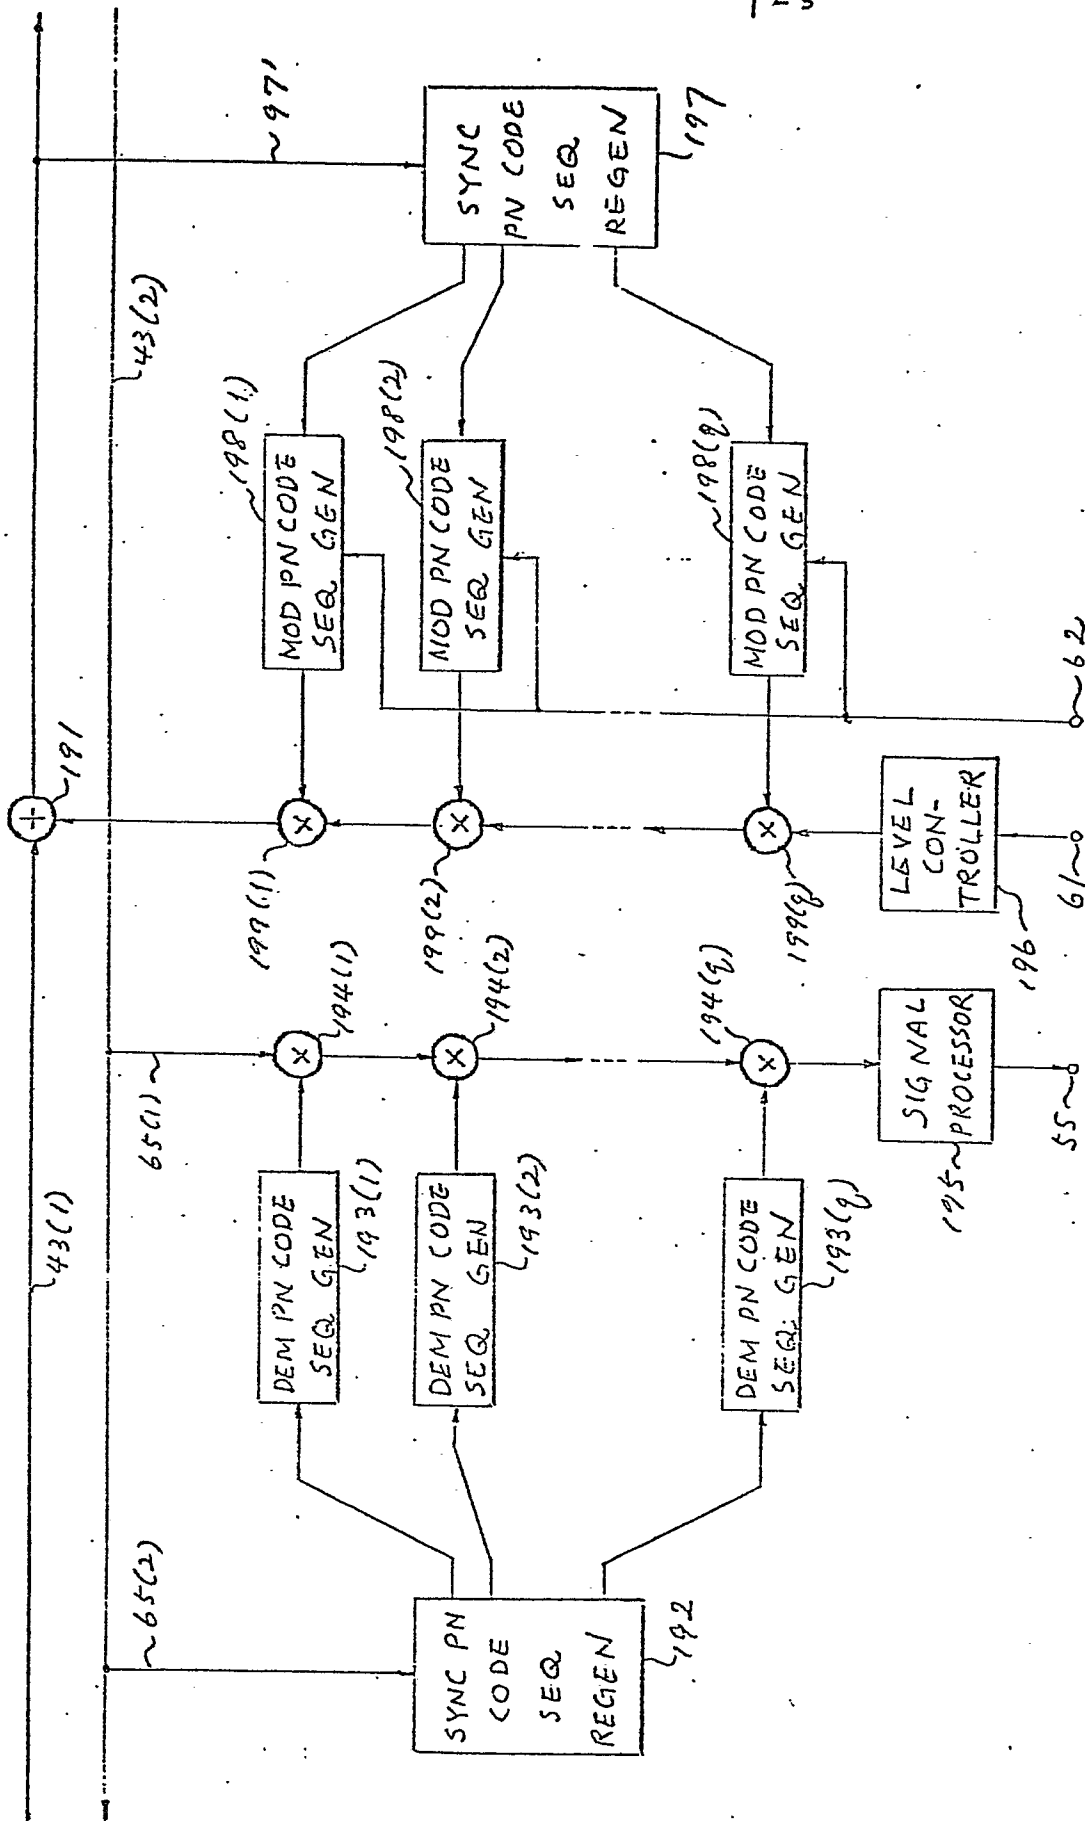 43(1)
191
65(2)
65(1)
43(2)
97'
SYNC PN
CODE
SEQ
REGEN
192
DEM PN CODE
SEQ GEN
193(1)
DEM PN CODE
SEQ GEN
193(2)
DEM PN CODE
SEQ. GEN
193(q)
194(1)
194(2)
194(q)
SIGNAL
PROCESSOR
195
55
199(1)
199(2)
199(q)
LEVEL
CON-
TROLLER
196
61
62
MOD PN CODE
SEQ GEN
198(1)
MOD PN CODE
SEQ GEN
198(2)
MOD PN CODE
SEQ GEN
198(q)
SYNC
PN CODE
SEQ
REGEN
197